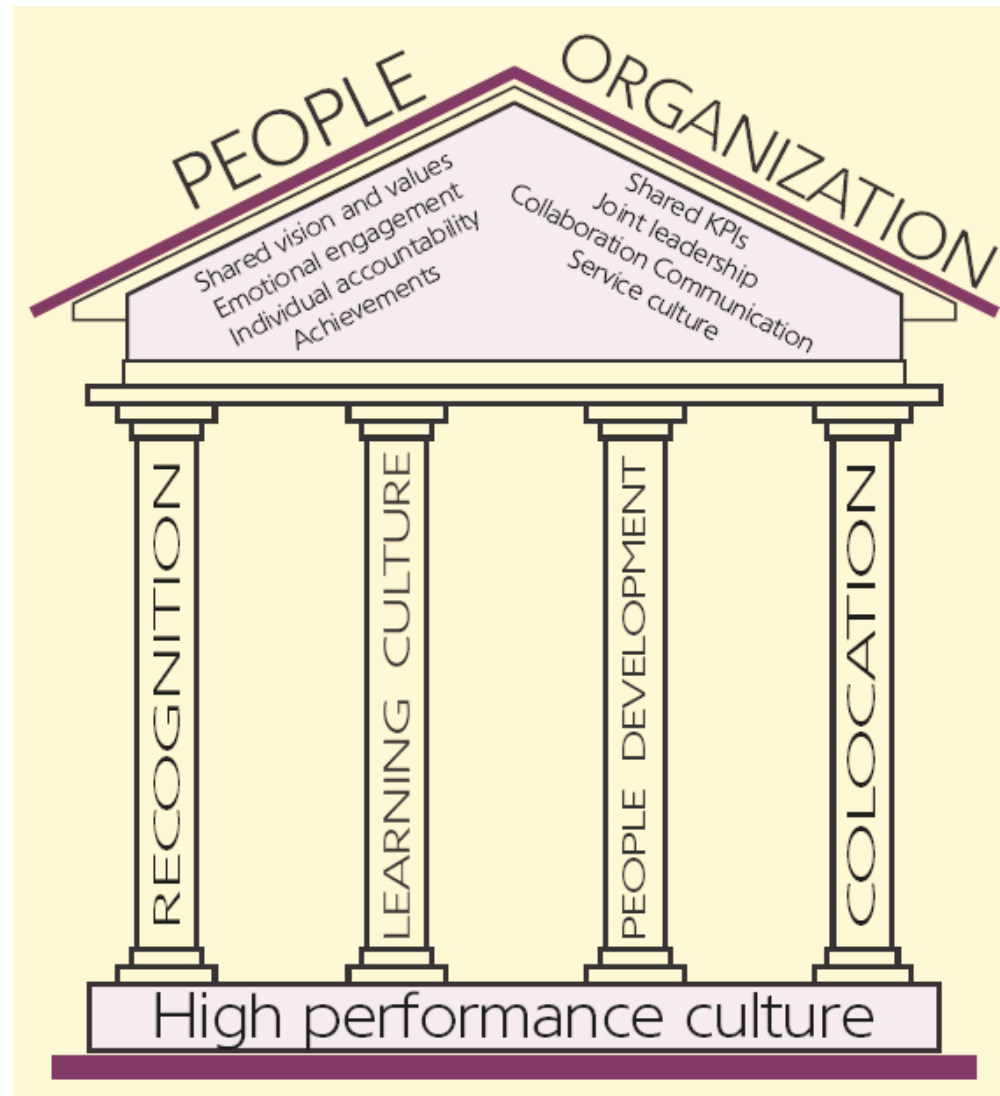 PEOPLE
ORGANIZATION
Shared vision and values
Emotional engagement
Individual accountability
Achievements
Shared KPIs
Joint leadership
Collaboration Communication
Service culture
RECOGNITION
LEARNING CULTURE
PEOPLE DEVELOPMENT
COLOCATION
High performance culture